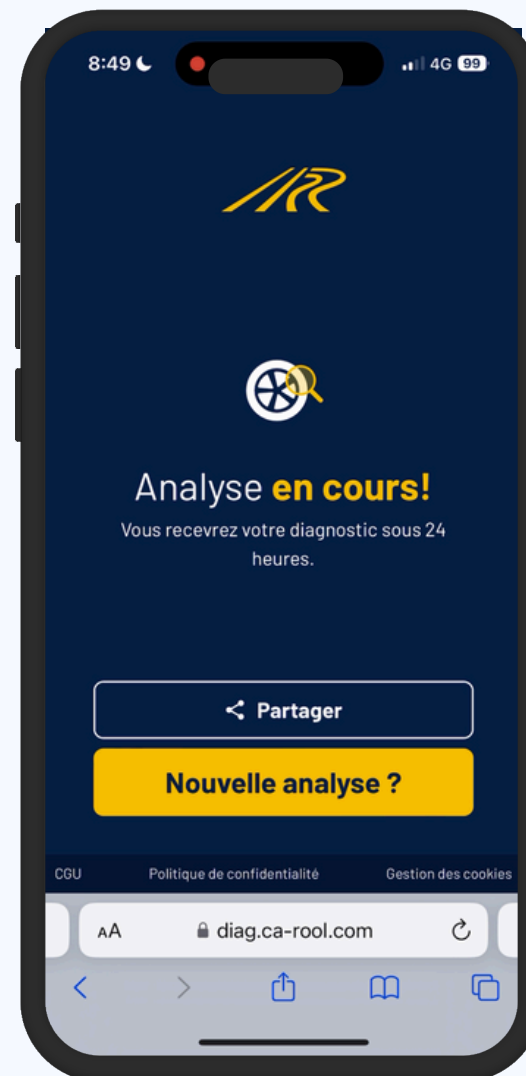 8:49
4G 99
Analyse en cours!
Vous recevrez votre diagnostic sous 24
heures.
Partager
Nouvelle analyse ?
CGU Politique de confidentialité Gestion des cookies
AA diag.ca-rool.com